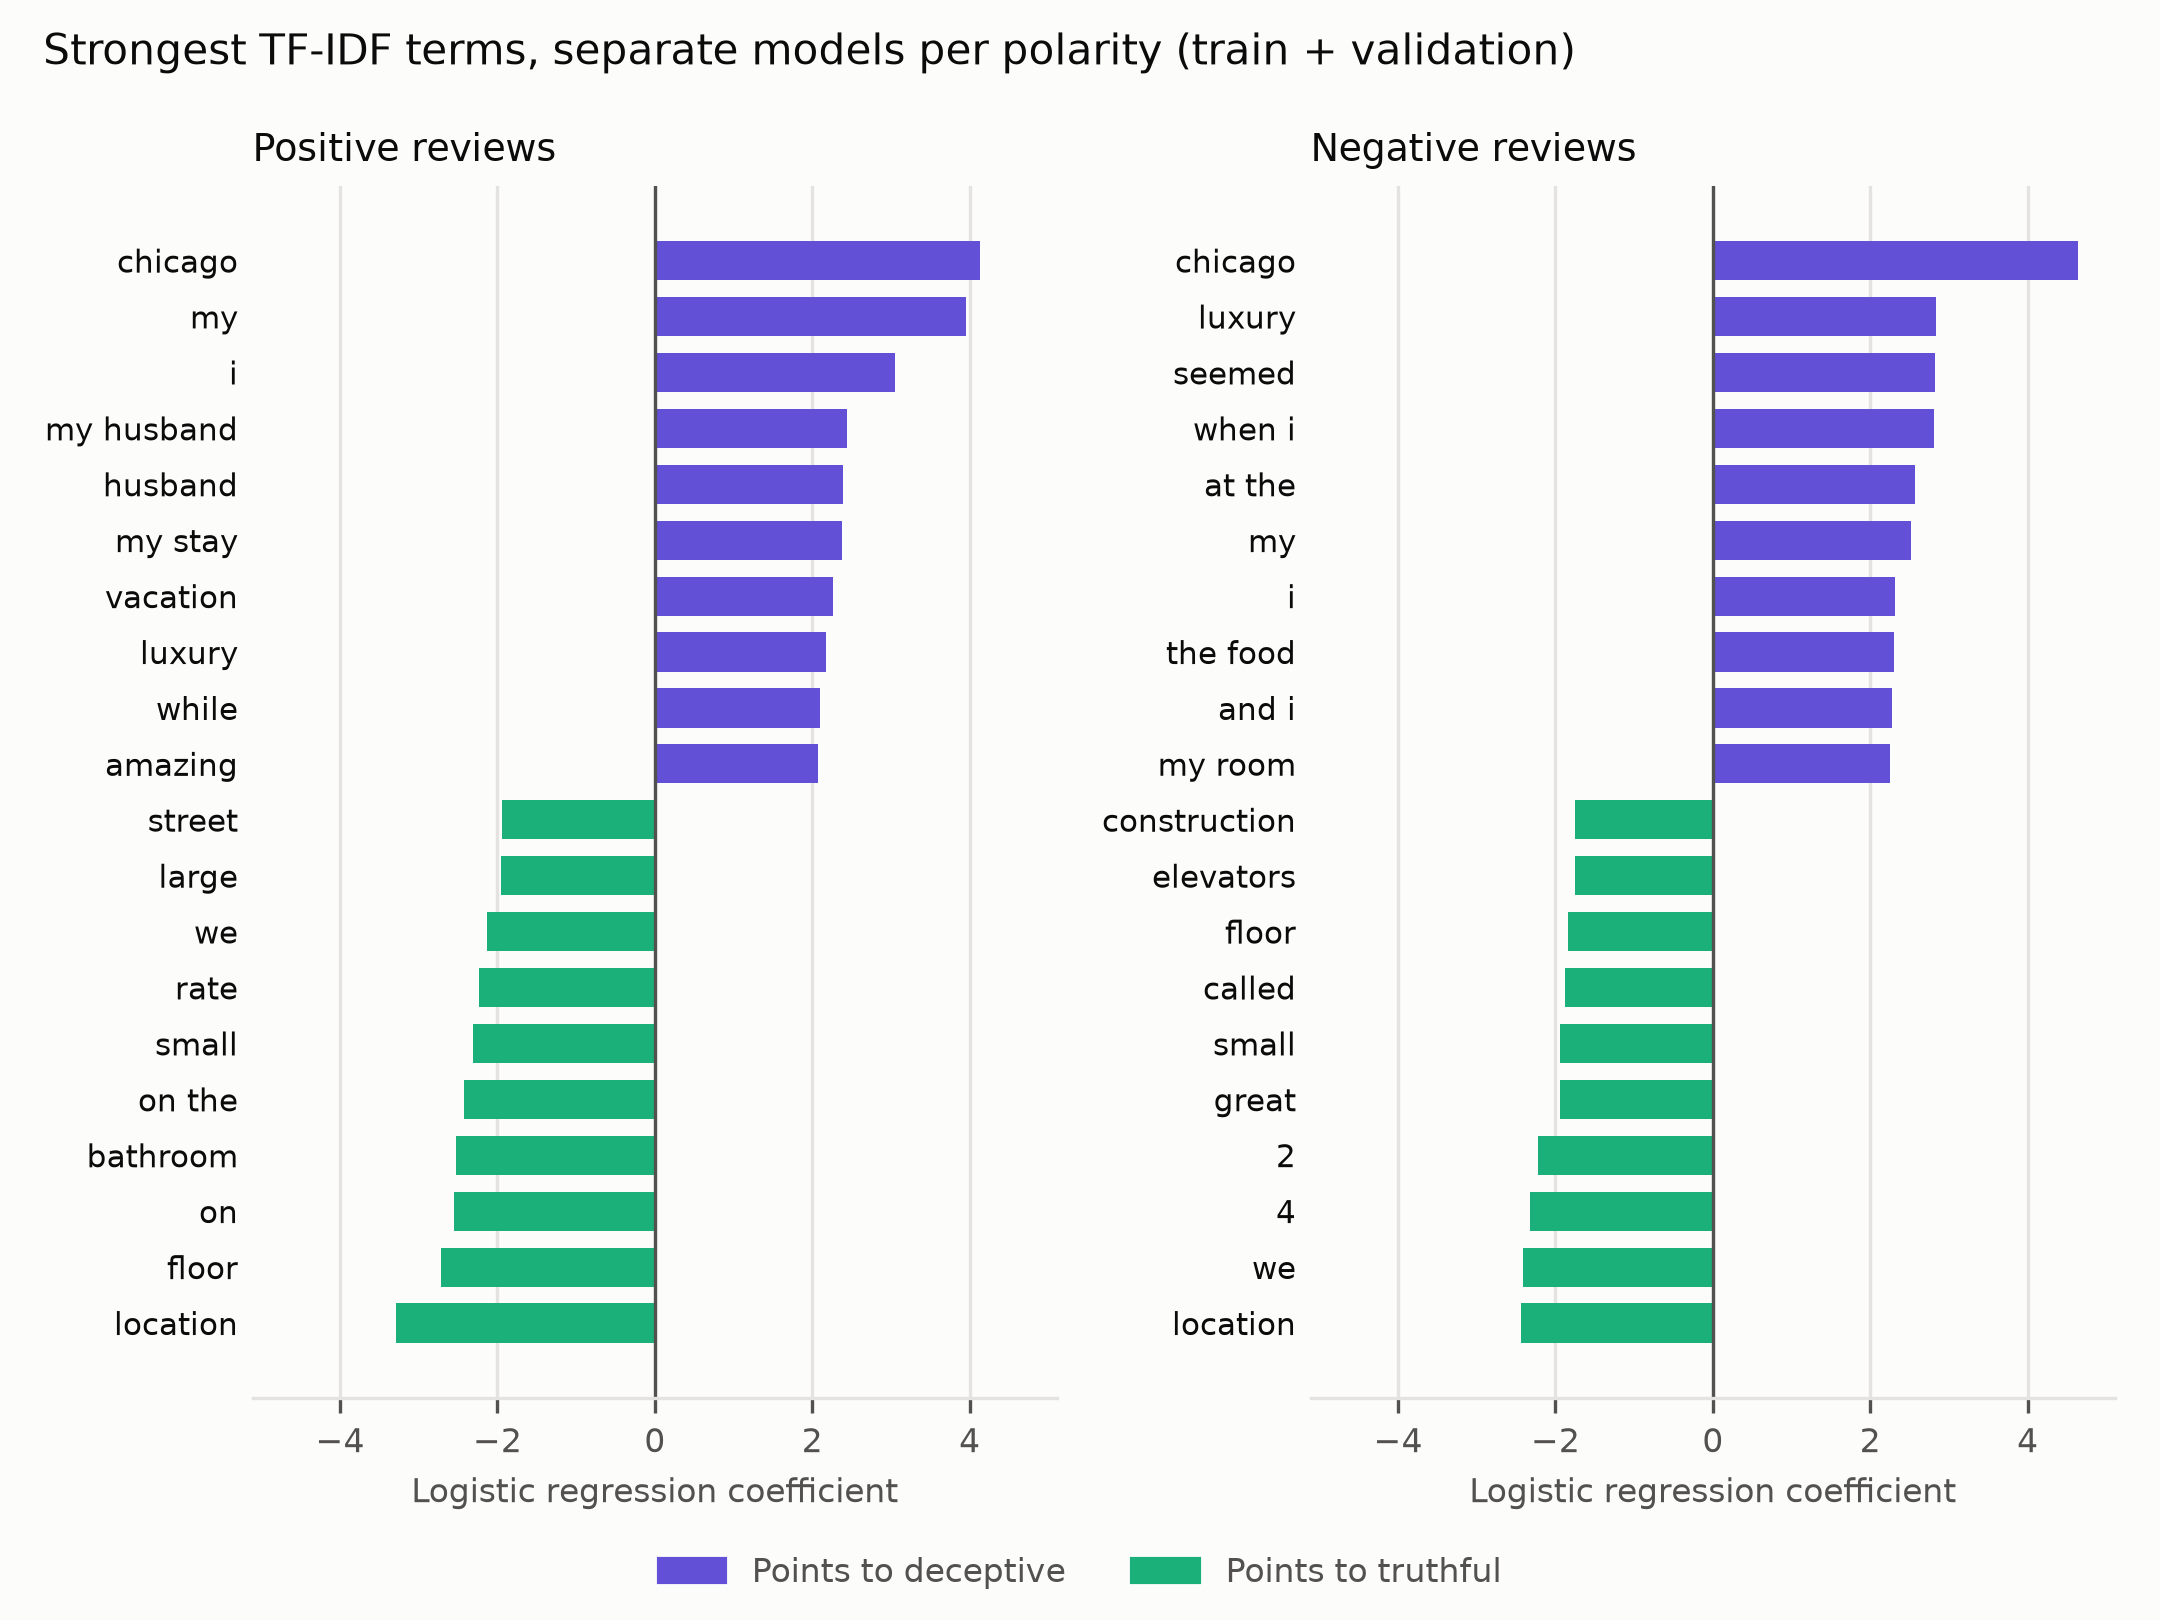 Strongest TF-IDF terms, separate models per polarity (train + validation)
Positive reviews
chicago
my
i
my husband
husband
my stay
vacation
luxury
while
amazing
street
large
we
rate
small
on the
bathroom
on
floor
location
−4 −2 0 2 4
Logistic regression coefficient
Negative reviews
chicago
luxury
seemed
when i
at the
my
i
the food
and i
my room
construction
elevators
floor
called
small
great
2
4
we
location
−4 −2 0 2 4
Logistic regression coefficient
Points to deceptive Points to truthful